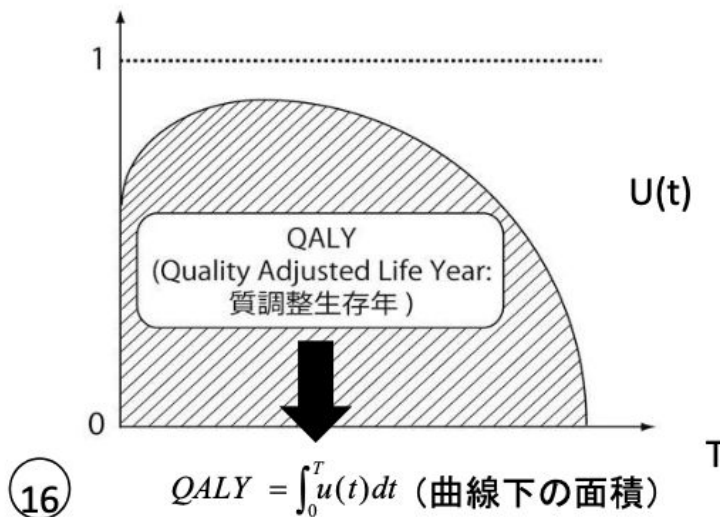 1
U(t)
QALY
(Quality Adjusted Life Year:
質調整生存年 )
0
T
16
QALY = ∫₀ᵀ u(t)dt (曲線下の面積)